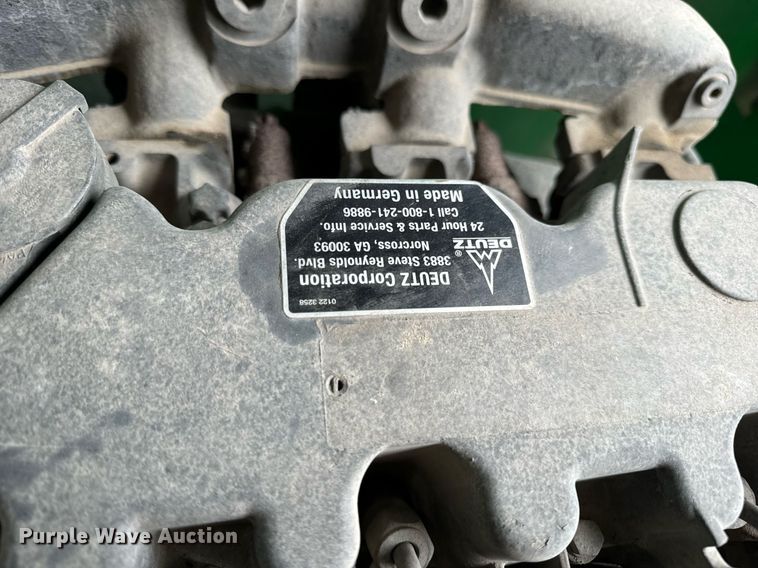 0122 3258
DEUTZ Corporation
3883 Steve Reynolds Blvd.
Norcross, GA 30093
24 Hour Parts & Service Info.
Call 1-800-241-9886
Made in Germany
DEUTZ®
Purple Wave Auction®